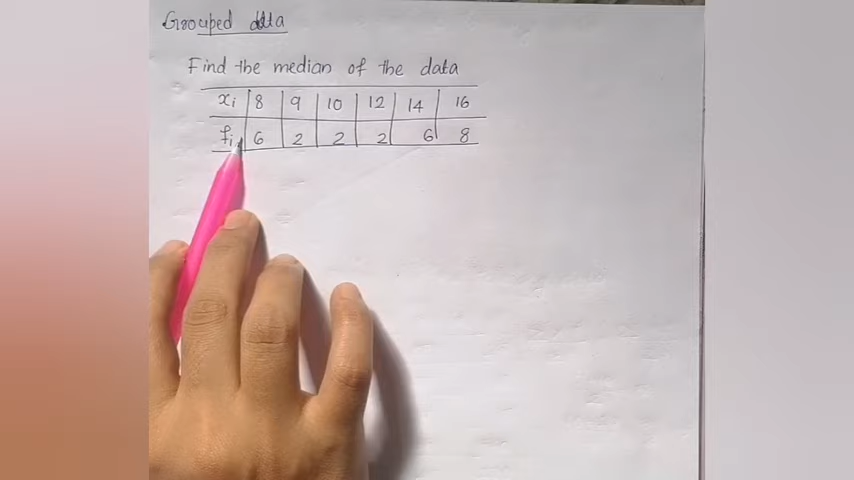 Grouped data
Find the median of the data
xi 8 9 10 12 14 16
fi 6 2 2 2 6 8